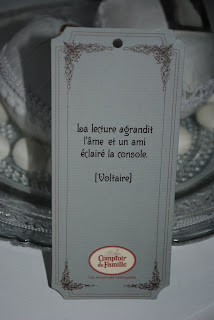 La lecture agrandit
l'âme et un ami
éclairé la console.
[Voltaire]
Comptoir
de Famille